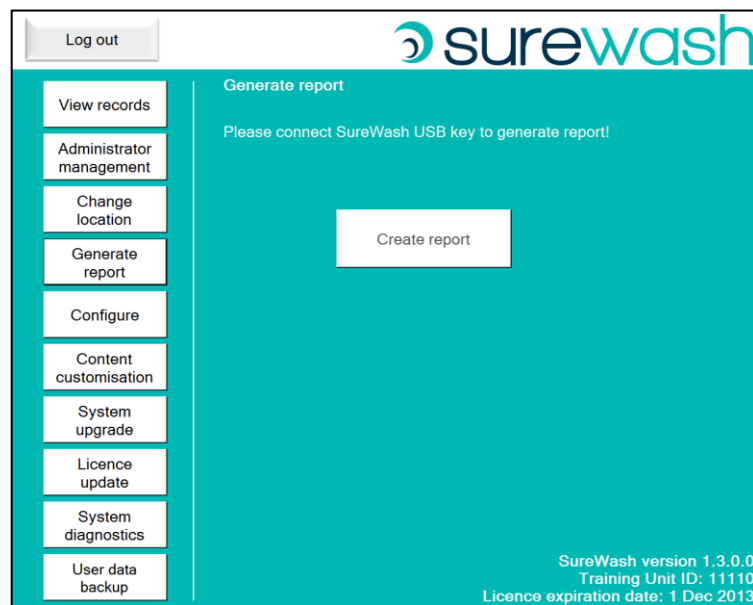 Log out
surewash
View records
Administrator
management
Change
location
Generate
report
Configure
Content
customisation
System
upgrade
Licence
update
System
diagnostics
User data
backup
Generate report
Please connect SureWash USB key to generate report!
Create report
SureWash version 1.3.0.0
Training Unit ID: 11110
Licence expiration date: 1 Dec 2013